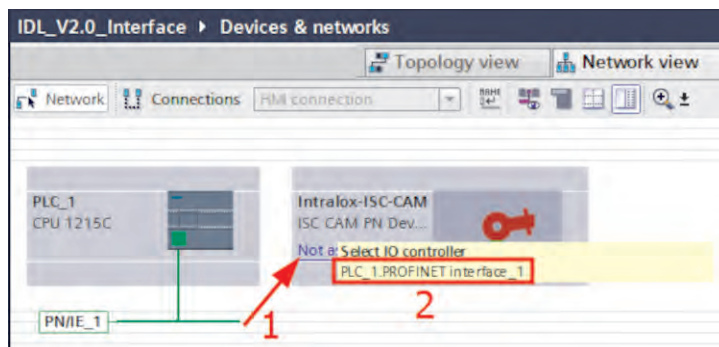 IDL_V2.0_Interface ▸ Devices & networks
Topology view
Network view
Network
Connections
HMI connection
PLC_1
CPU 1215C
Intralox-ISC-CAM
ISC CAM PN Dev...
Not a
Select IO controller
PLC_1.PROFINET interface_1
1
2
PN/IE_1